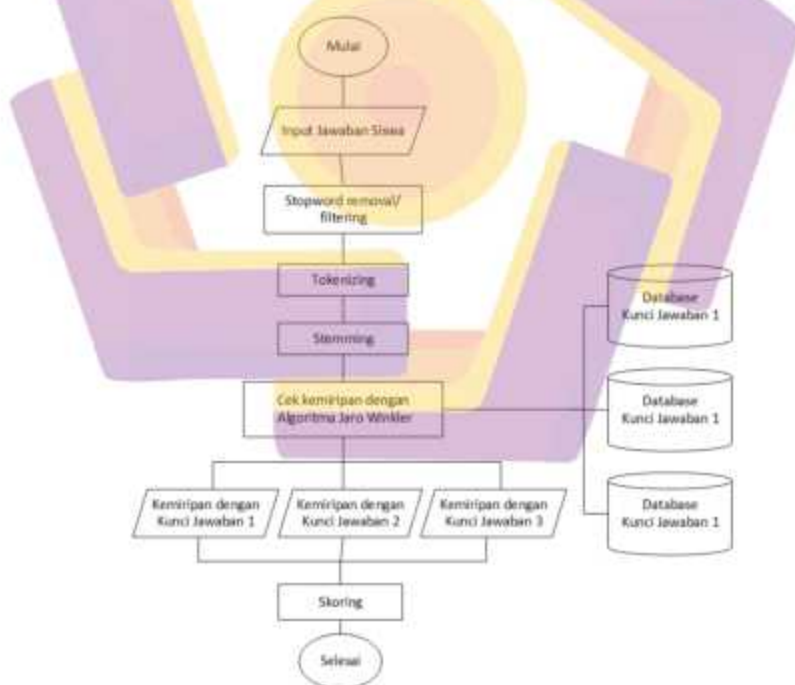 Mulai
Input Jawaban Siswa
Stopword removal/
filtering
Tokenizing
Stemming
Cek kemiripan dengan
Algoritma Jaro Winkler
Database
Kunci Jawaban 1
Database
Kunci Jawaban 1
Database
Kunci Jawaban 1
Kemiripan dengan
Kunci Jawaban 1
Kemiripan dengan
Kunci Jawaban 2
Kemiripan dengan
Kunci Jawaban 3
Skoring
Selesai